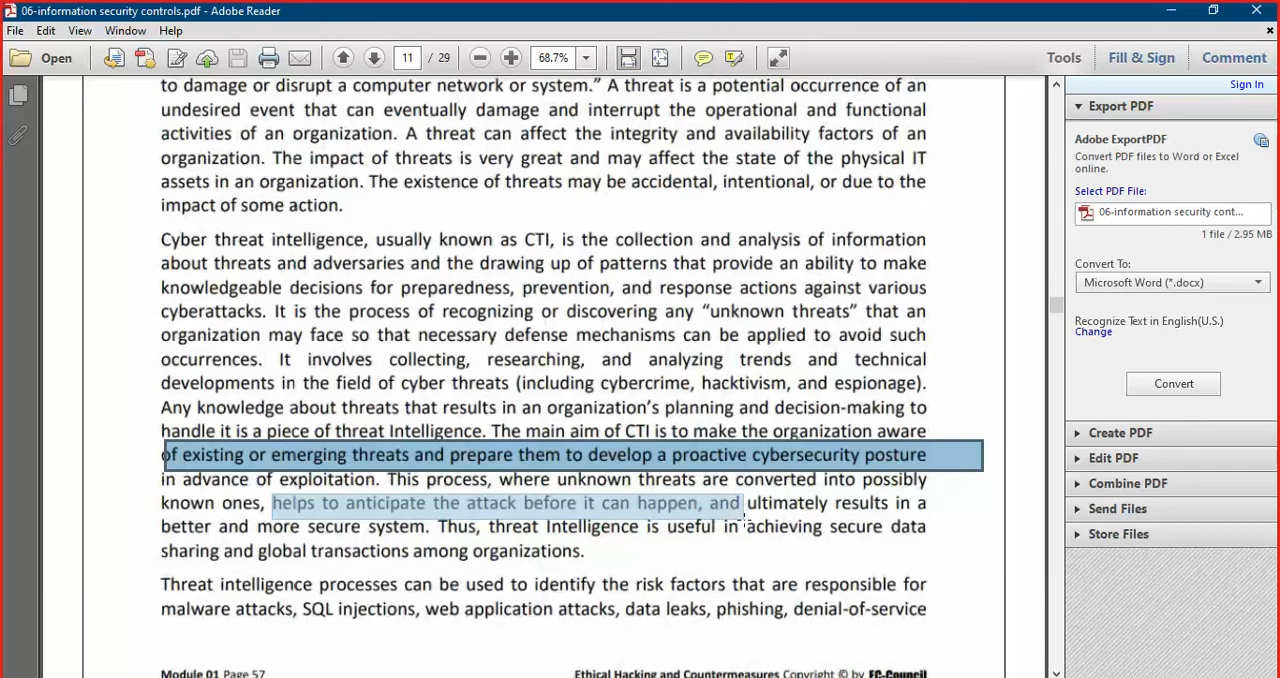 06-information security controls.pdf - Adobe Reader
File Edit View Window Help
Open 11 / 29 68.7% Tools Fill & Sign Comment
to damage or disrupt a computer network or system.” A threat is a potential occurrence of an
undesired event that can eventually damage and interrupt the operational and functional
activities of an organization. A threat can affect the integrity and availability factors of an
organization. The impact of threats is very great and may affect the state of the physical IT
assets in an organization. The existence of threats may be accidental, intentional, or due to the
impact of some action.
Cyber threat intelligence, usually known as CTI, is the collection and analysis of information
about threats and adversaries and the drawing up of patterns that provide an ability to make
knowledgeable decisions for preparedness, prevention, and response actions against various
cyberattacks. It is the process of recognizing or discovering any “unknown threats” that an
organization may face so that necessary defense mechanisms can be applied to avoid such
occurrences. It involves collecting, researching, and analyzing trends and technical
developments in the field of cyber threats (including cybercrime, hacktivism, and espionage).
Any knowledge about threats that results in an organization’s planning and decision-making to
handle it is a piece of threat Intelligence. The main aim of CTI is to make the organization aware
of existing or emerging threats and prepare them to develop a proactive cybersecurity posture
in advance of exploitation. This process, where unknown threats are converted into possibly
known ones, helps to anticipate the attack before it can happen, and ultimately results in a
better and more secure system. Thus, threat Intelligence is useful in achieving secure data
sharing and global transactions among organizations.
Threat intelligence processes can be used to identify the risk factors that are responsible for
malware attacks, SQL injections, web application attacks, data leaks, phishing, denial-of-service
Module 01 Page 57 Ethical Hacking and Countermeasures Copyright © by EC-Council
Sign In
Export PDF
Adobe ExportPDF
Convert PDF files to Word or Excel
online.
Select PDF File:
06-information security cont...
1 file / 2.95 MB
Convert To:
Microsoft Word (*.docx)
Recognize Text in English(U.S.)
Change
Convert
Create PDF
Edit PDF
Combine PDF
Send Files
Store Files